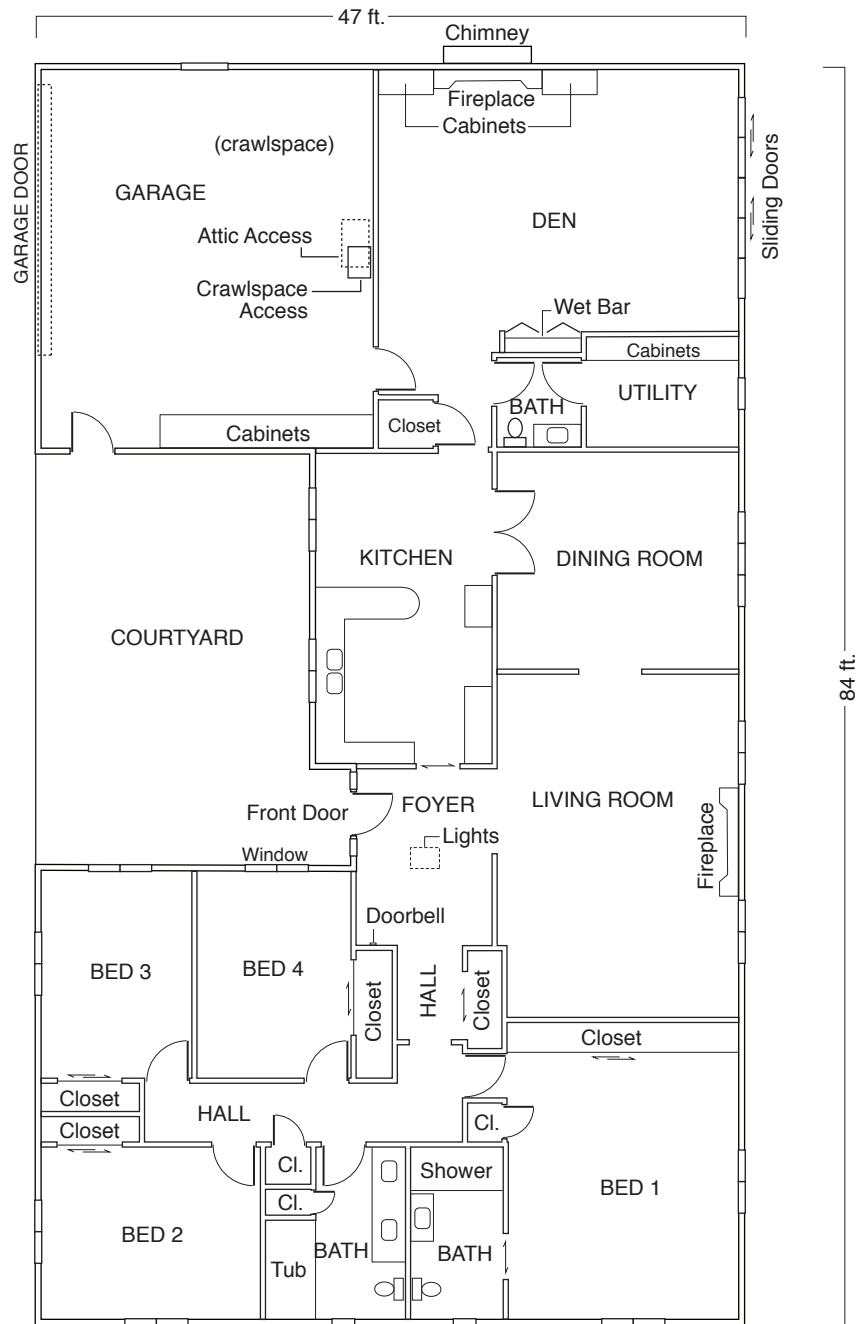 47 ft.
Chimney
Fireplace
Cabinets
(crawlspace)
GARAGE DOOR
GARAGE
Sliding Doors
DEN
Attic Access
Crawlspace
Access
Wet Bar
Cabinets
UTILITY
BATH
Closet
Cabinets
KITCHEN
DINING ROOM
COURTYARD
84 ft.
LIVING ROOM
FOYER
Front Door
Lights
Fireplace
Window
Doorbell
BED 3
BED 4
Closet
HALL
Closet
Closet
Closet
HALL
Closet
Cl.
Cl.
Shower
Cl.
BED 1
BED 2
BATH
BATH
Tub